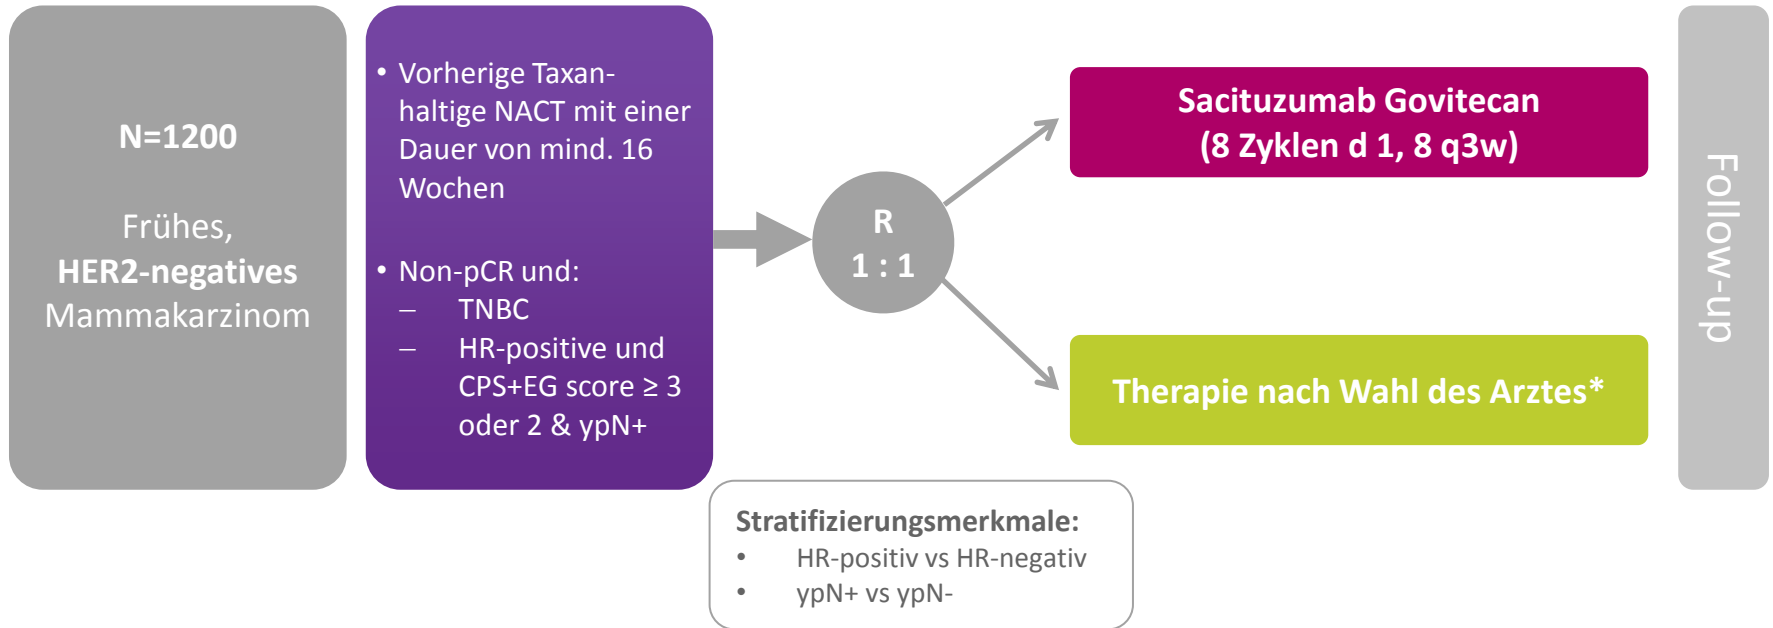 N=1200
Frühes,
HER2-negatives
Mammakarzinom
• Vorherige Taxan-
haltige NACT mit einer
Dauer von mind. 16
Wochen
• Non-pCR und:
– TNBC
– HR-positive und
CPS+EG score ≥ 3
oder 2 & ypN+
R
1 : 1
Sacituzumab Govitecan
(8 Zyklen d 1, 8 q3w)
Therapie nach Wahl des Arztes*
Follow-up
Stratifizierungsmerkmale:
• HR-positiv vs HR-negativ
• ypN+ vs ypN-